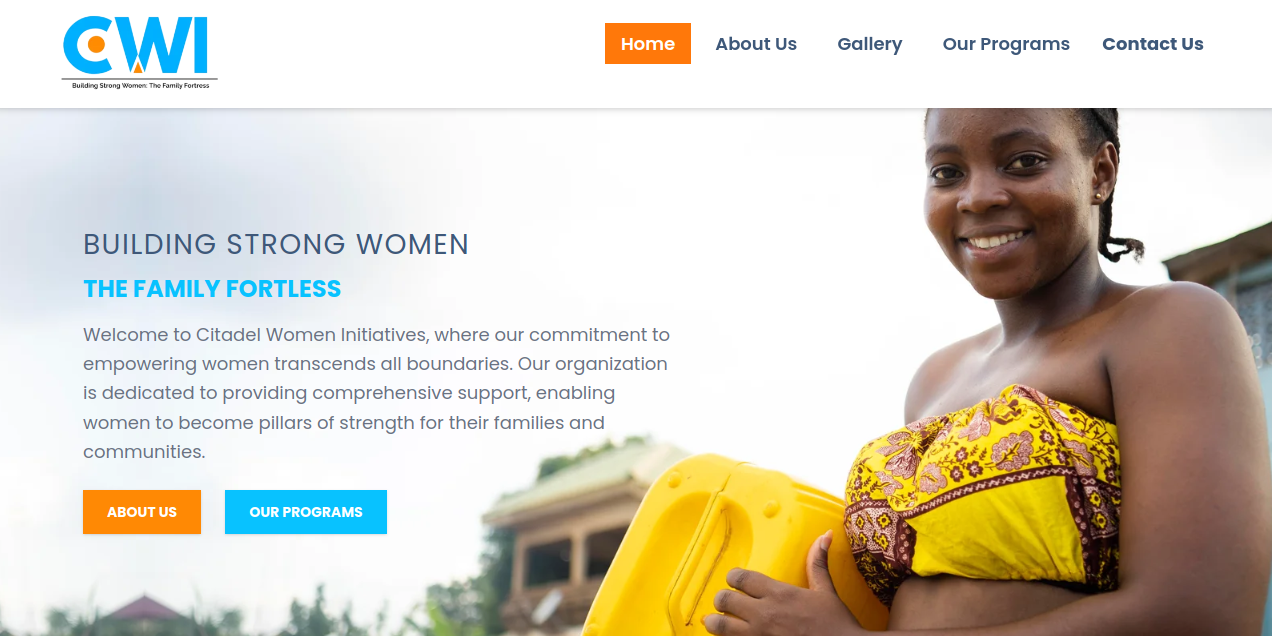 CWI
Building Strong Women: The Family Fortress
Home About Us Gallery Our Programs Contact Us
BUILDING STRONG WOMEN
THE FAMILY FORTLESS
Welcome to Citadel Women Initiatives, where our commitment to
empowering women transcends all boundaries. Our organization
is dedicated to providing comprehensive support, enabling
women to become pillars of strength for their families and
communities.
ABOUT US OUR PROGRAMS